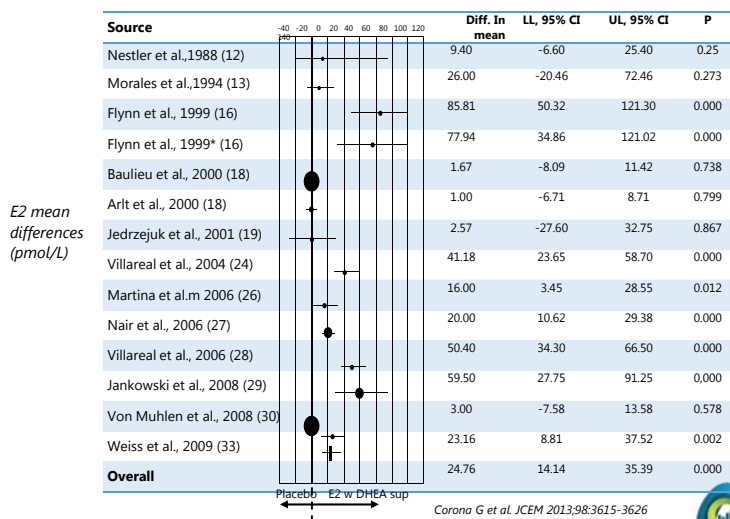 Source -40 -20 0 20 40 60 80 100 120 Diff. In mean LL, 95% CI UL, 95% CI P
140
Nestler et al.,1988 (12) 9.40 -6.60 25.40 0.25
Morales et al.,1994 (13) 26.00 -20.46 72.46 0.273
Flynn et al., 1999 (16) 85.81 50.32 121.30 0.000
Flynn et al., 1999* (16) 77.94 34.86 121.02 0.000
Baulieu et al., 2000 (18) 1.67 -8.09 11.42 0.738
Arlt et al., 2000 (18) 1.00 -6.71 8.71 0.799
E2 mean
differences
(pmol/L)
Jedrzejuk et al., 2001 (19) 2.57 -27.60 32.75 0.867
Villareal et al., 2004 (24) 41.18 23.65 58.70 0.000
Martina et al.m 2006 (26) 16.00 3.45 28.55 0.012
Nair et al., 2006 (27) 20.00 10.62 29.38 0.000
Villareal et al., 2006 (28) 50.40 34.30 66.50 0.000
Jankowski et al., 2008 (29) 59.50 27.75 91.25 0,000
Von Muhlen et al., 2008 (30) 3.00 -7.58 13.58 0.578
Weiss et al., 2009 (33) 23.16 8.81 37.52 0.002
Overall 24.76 14.14 35.39 0.000
Placebo E2 w DHEA sup
Corona G et al. JCEM 2013;98:3615-3626